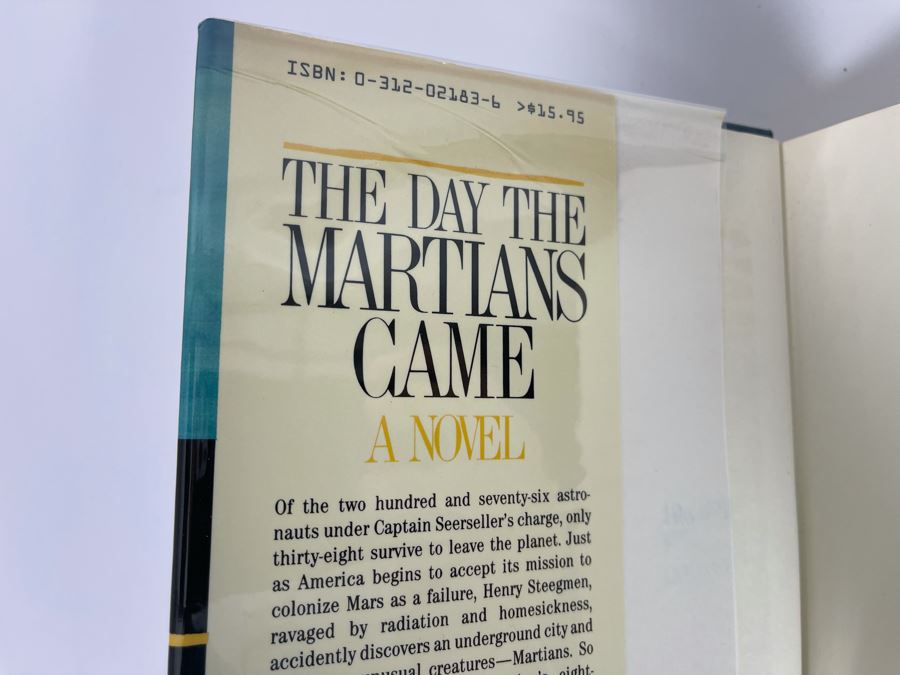 ISBN: 0-312-02183-6 >$15.95
THE DAY THE
MARTIANS
CAME
A NOVEL
Of the two hundred and seventy-six astro-
nauts under Captain Seerseller's charge, only
thirty-eight survive to leave the planet. Just
as America begins to accept its mission to
colonize Mars as a failure, Henry Steegmen,
ravaged by radiation and homesickness,
accidently discovers an underground city and
creatures—Martians. So
eight-